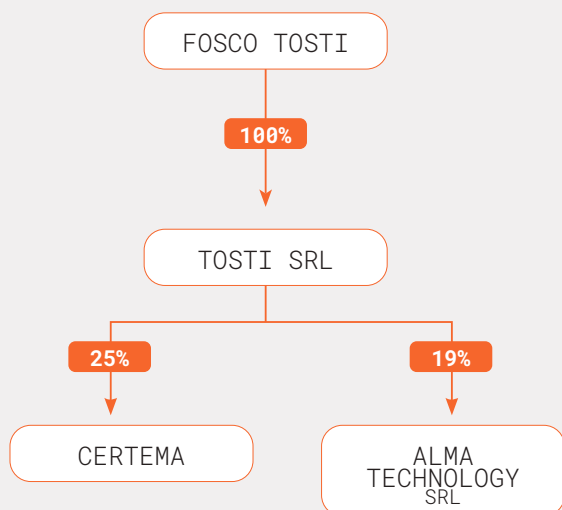 FOSCO TOSTI
100%
TOSTI SRL
25%
19%
CERTEMA
ALMA
TECHNOLOGY
SRL